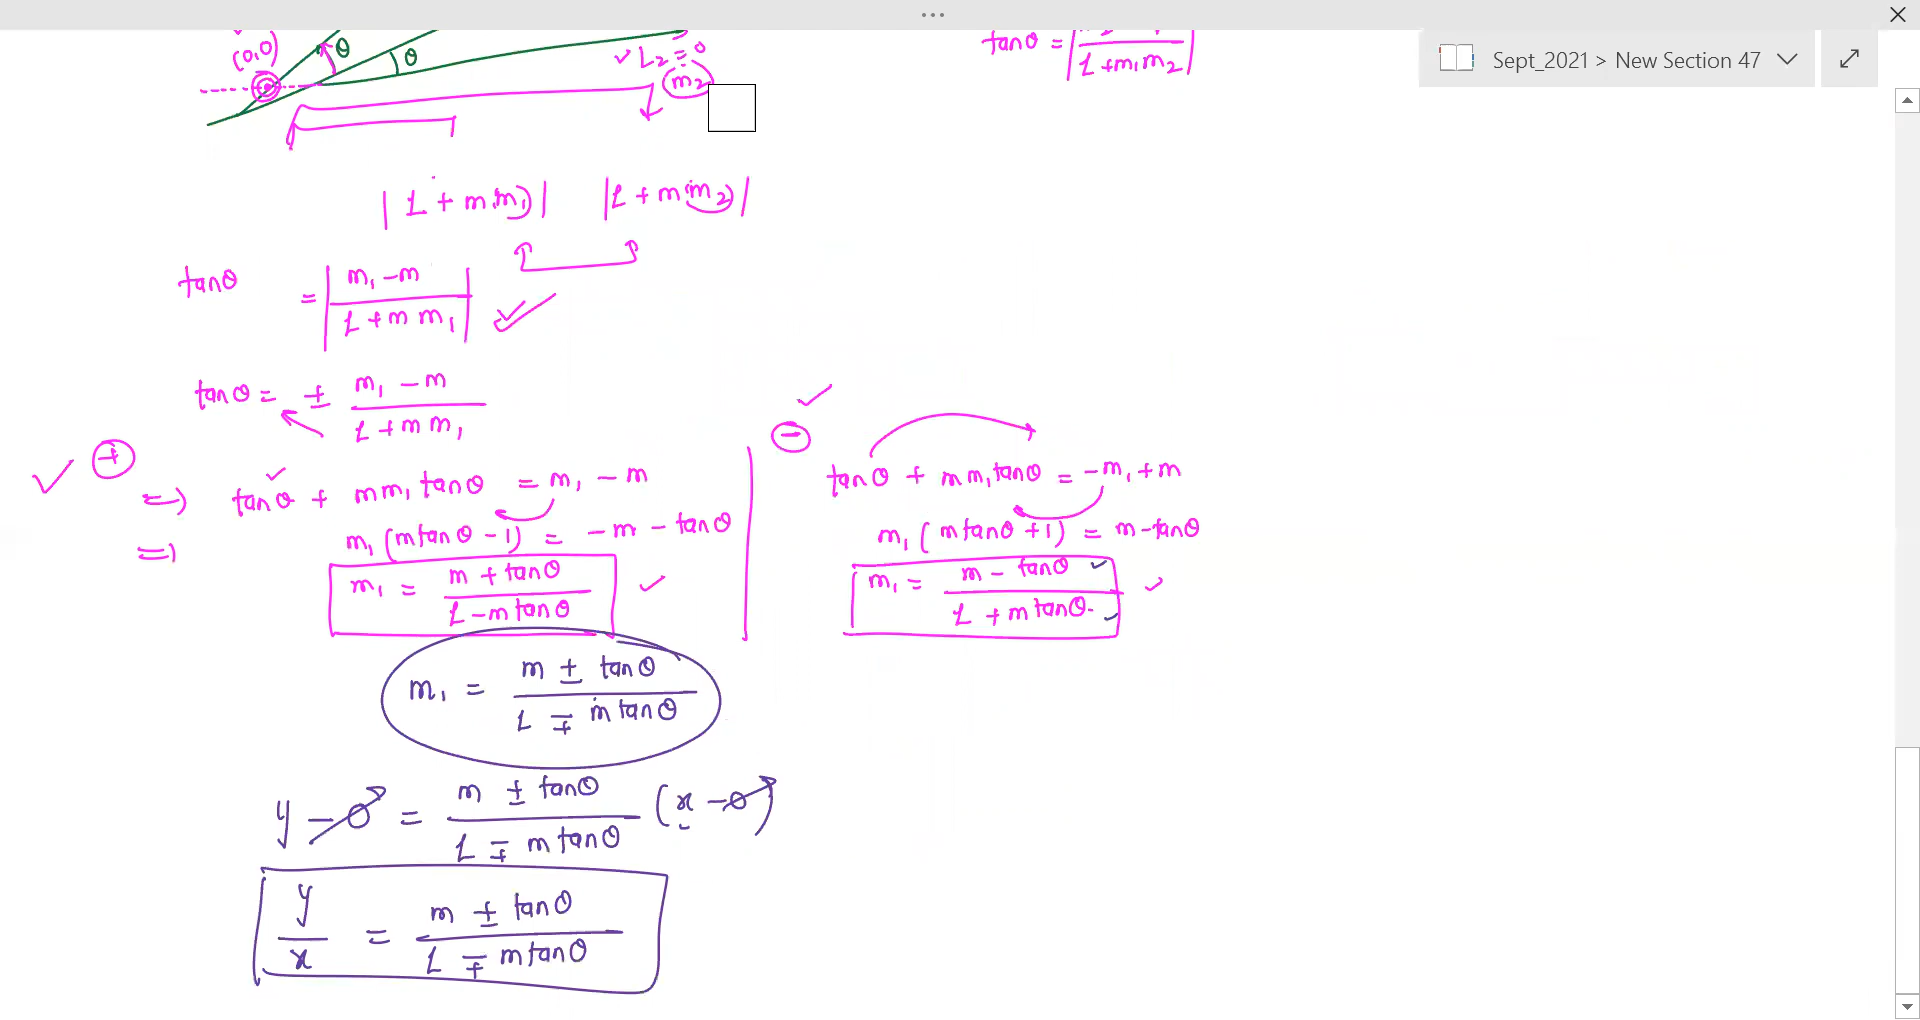 ...
Sept_2021 > New Section 47
(0,0) θ θ L₂ = 0
m₂
tanθ = | / 1+m₁m₂ |
|1 + m m₁| |1 + m m₂|
tanθ = | (m₁ - m) / (1 + m m₁) |
tanθ = ± (m₁ - m) / (1 + m m₁)
(+)
⇒ tanθ + m m₁ tanθ = m₁ - m
⇒ m₁ (m tanθ - 1) = -m - tanθ
m₁ = (m + tanθ) / (1 - m tanθ)
(-)
tanθ + m m₁ tanθ = -m₁ + m
m₁ (m tanθ + 1) = m - tanθ
m₁ = (m - tanθ) / (1 + m tanθ)
m₁ = (m ± tanθ) / (1 ∓ m tanθ)
y - 0 = (m ± tanθ) / (1 ∓ m tanθ) (x - 0)
y / x = (m ± tanθ) / (1 ∓ m tanθ)